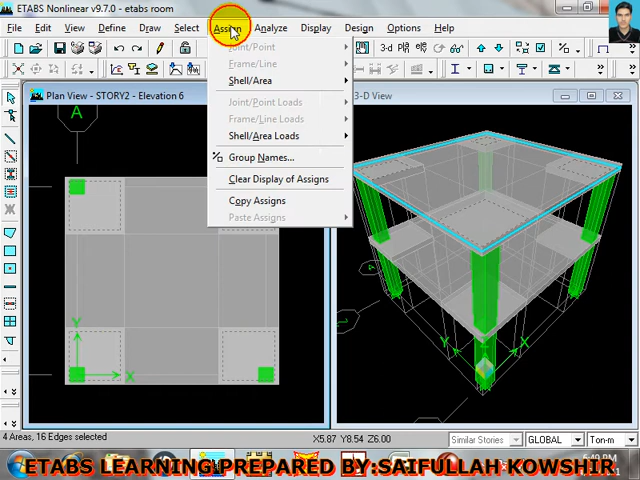 ETABS Nonlinear v9.7.0 - etabs room
File Edit View Define Draw Select Assign Analyze Display Design Options Help
3-d
Joint/Point
Frame/Line
Shell/Area
Joint/Point Loads
Frame/Line Loads
Shell/Area Loads
Group Names...
Clear Display of Assigns
Copy Assigns
Paste Assigns
Plan View - STORY2 - Elevation 6
3-D View
A
Y
X
Y
X
4 Areas, 16 Edges selected
X5.87 Y8.54 Z6.00
Similar Stories
GLOBAL
Ton-m
ETABS LEARNING PREPARED BY:SAIFULLAH KOWSHIR